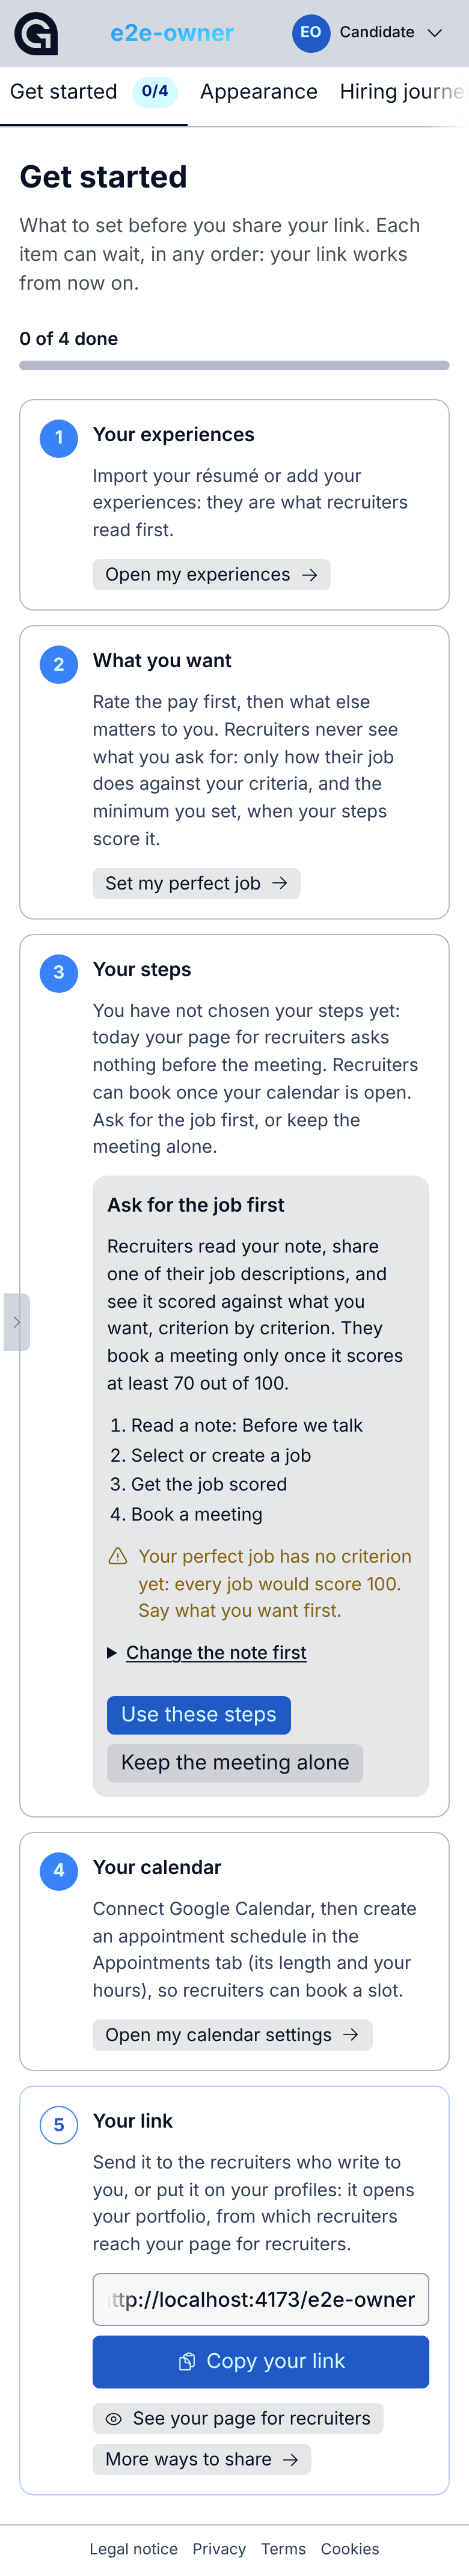 e2e-owner
EO
Candidate
Get started
0/4
Appearance
Hiring journe
Get started
What to set before you share your link. Each
item can wait, in any order: your link works
from now on.
0 of 4 done
1
Your experiences
Import your résumé or add your
experiences: they are what recruiters
read first.
Open my experiences →
2
What you want
Rate the pay first, then what else
matters to you. Recruiters never see
what you ask for: only how their job
does against your criteria, and the
minimum you set, when your steps
score it.
Set my perfect job →
3
Your steps
You have not chosen your steps yet:
today your page for recruiters asks
nothing before the meeting. Recruiters
can book once your calendar is open.
Ask for the job first, or keep the
meeting alone.
Ask for the job first
Recruiters read your note, share
one of their job descriptions, and
see it scored against what you
want, criterion by criterion. They
book a meeting only once it scores
at least 70 out of 100.
1. Read a note: Before we talk
2. Select or create a job
3. Get the job scored
4. Book a meeting
Your perfect job has no criterion
yet: every job would score 100.
Say what you want first.
Change the note first
Use these steps
Keep the meeting alone
4
Your calendar
Connect Google Calendar, then create
an appointment schedule in the
Appointments tab (its length and your
hours), so recruiters can book a slot.
Open my calendar settings →
5
Your link
Send it to the recruiters who write to
you, or put it on your profiles: it opens
your portfolio, from which recruiters
reach your page for recruiters.
ttp://localhost:4173/e2e-owner
Copy your link
See your page for recruiters
More ways to share →
Legal notice
Privacy
Terms
Cookies